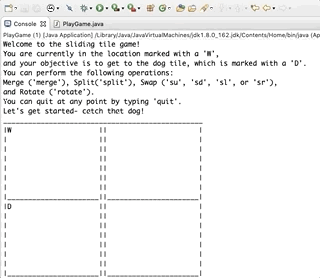 Console
PlayGame.java
PlayGame (1) [Java Application] /Library/Java/JavaVirtualMachines/jdk1.8.0_162.jdk/Contents/Home/bin/java (Ap
Welcome to the sliding tile game!
You are currently in the location marked with a 'W',
and your objective is to get to the dog tile, which is marked with a 'D'.
You can perform the following operations:
Merge ('merge'), Split('split'), Swap ('su', 'sd', 'sl', or 'sr'),
and Rotate ('rotate').
You can quit at any point by typing 'quit'.
Let's get started- catch that dog!
W
D